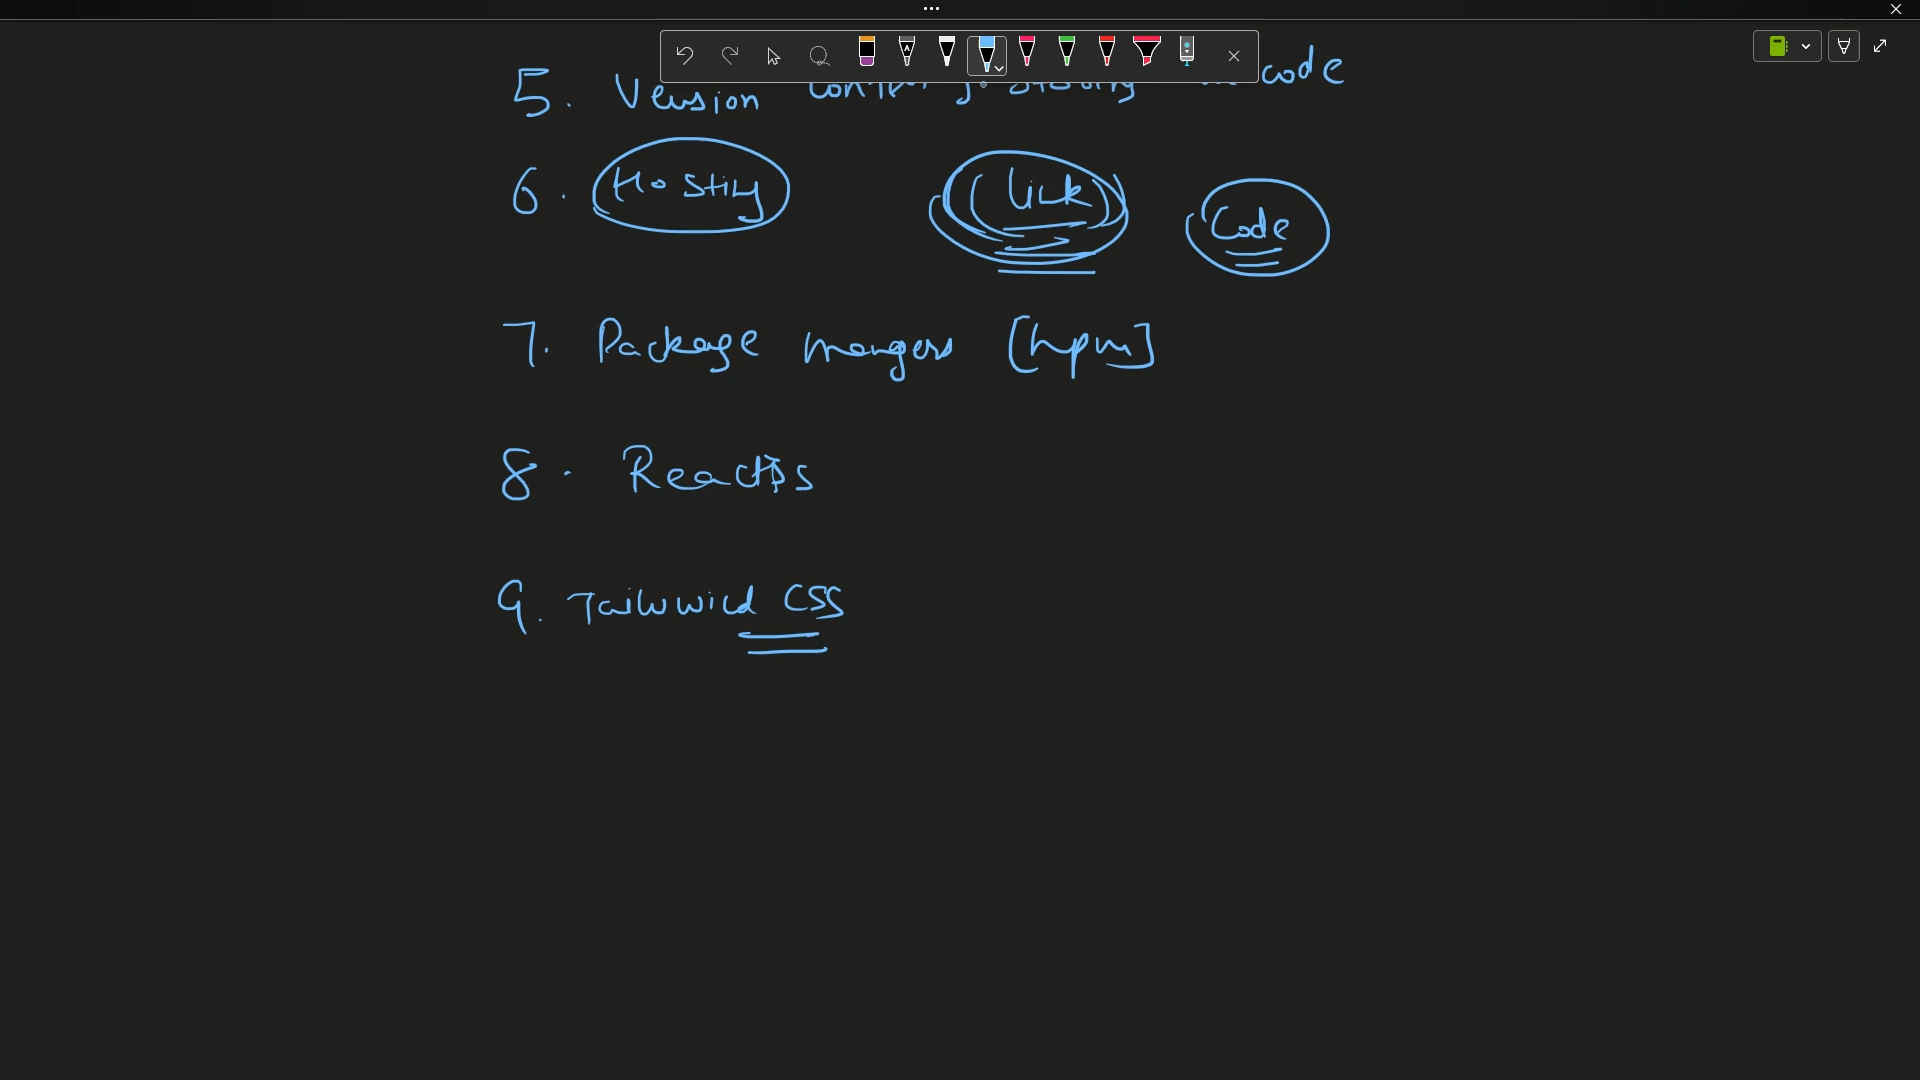 5. Version code
6. Hosting (link) Code
7. Package mangers [npm]
8. Reactjs
9. Tailwind CSS